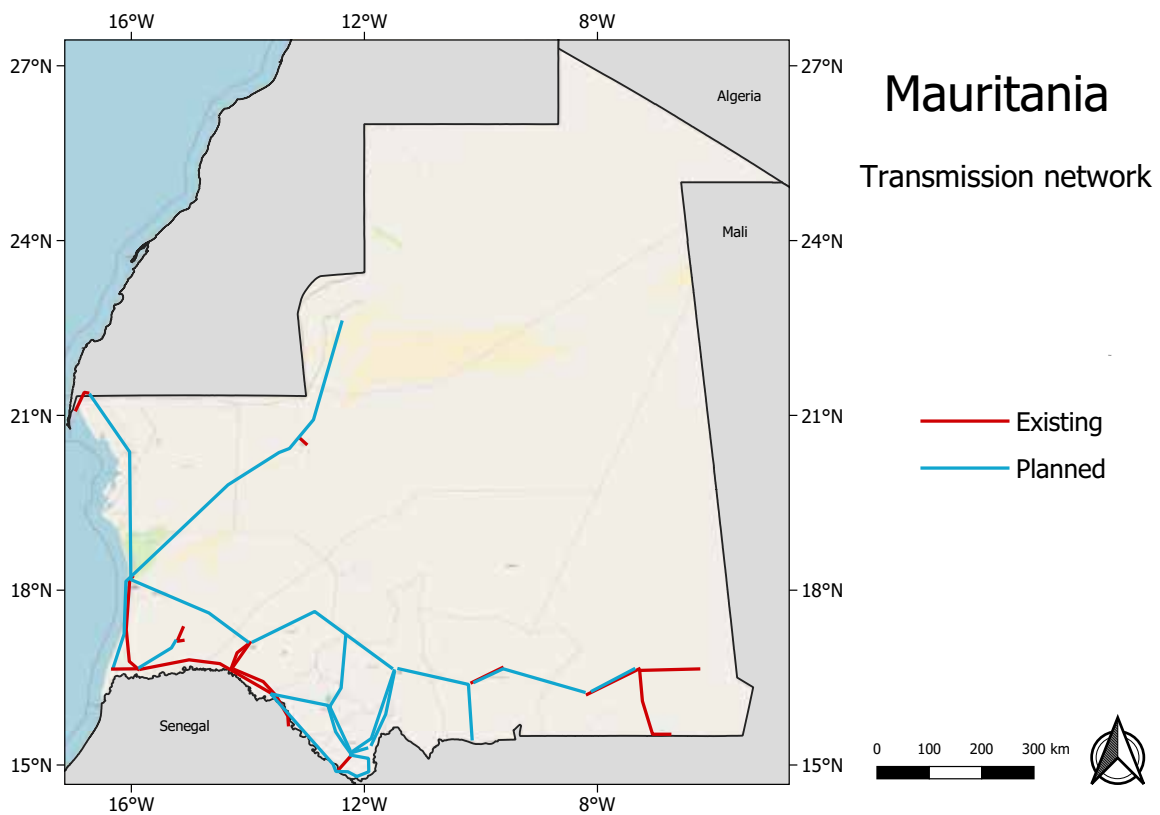 16°W 12°W 8°W
27°N 27°N
Algeria
Mauritania
Transmission network
24°N 24°N
Mali
21°N 21°N
Existing
Planned
18°N 18°N
Senegal
0 100 200 300 km
15°N 15°N
16°W 12°W 8°W